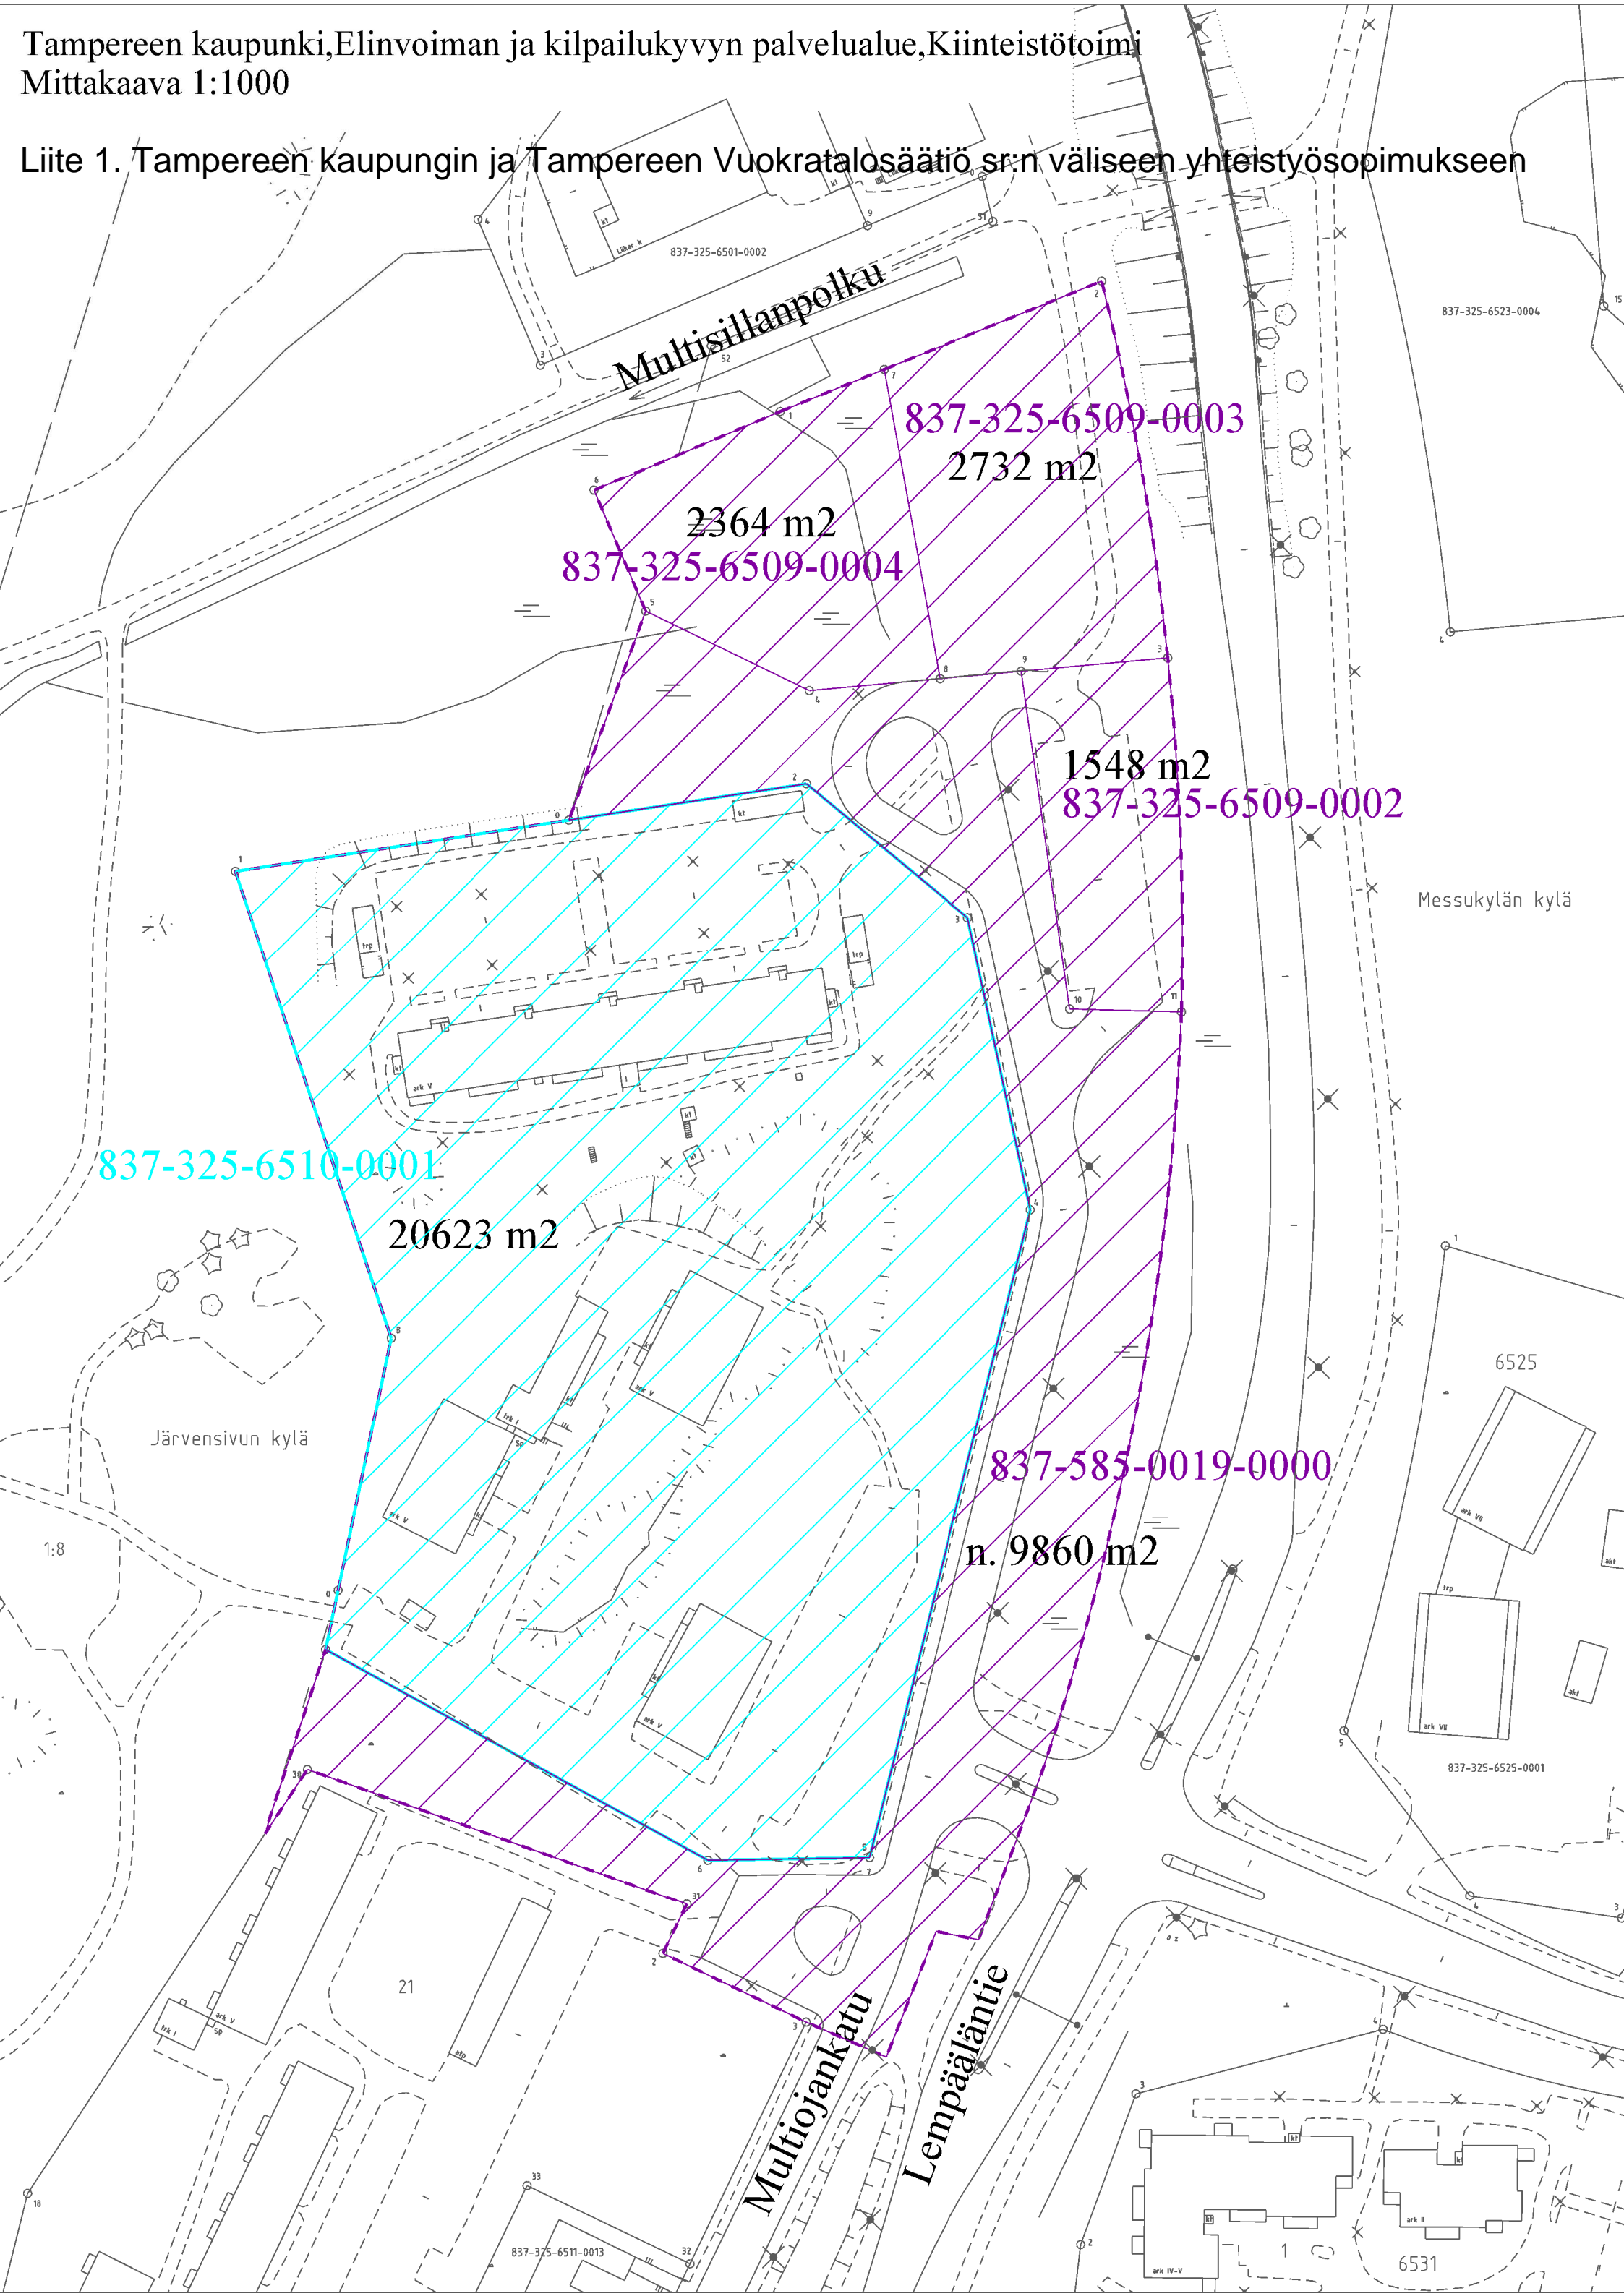 Tampereen kaupunki,Elinvoiman ja kilpailukyvyn palvelualue,Kiinteistötoimi
Mittakaava 1:1000
Liite 1. Tampereen kaupungin ja Tampereen Vuokratalosäätiö sr:n väliseen yhteistyösopimukseen
837-325-6501-0002
Multisillanpolku
837-325-6523-0004
837-325-6509-0003
2732 m2
2364 m2
837-325-6509-0004
1548 m2
837-325-6509-0002
Messukylän kylä
837-325-6510-0001
20623 m2
6525
Järvensivun kylä
837-585-0019-0000
1:8
n. 9860 m2
837-325-6525-0001
21
Multiojankatu
Lempääläntie
837-325-6511-0013
1
6531